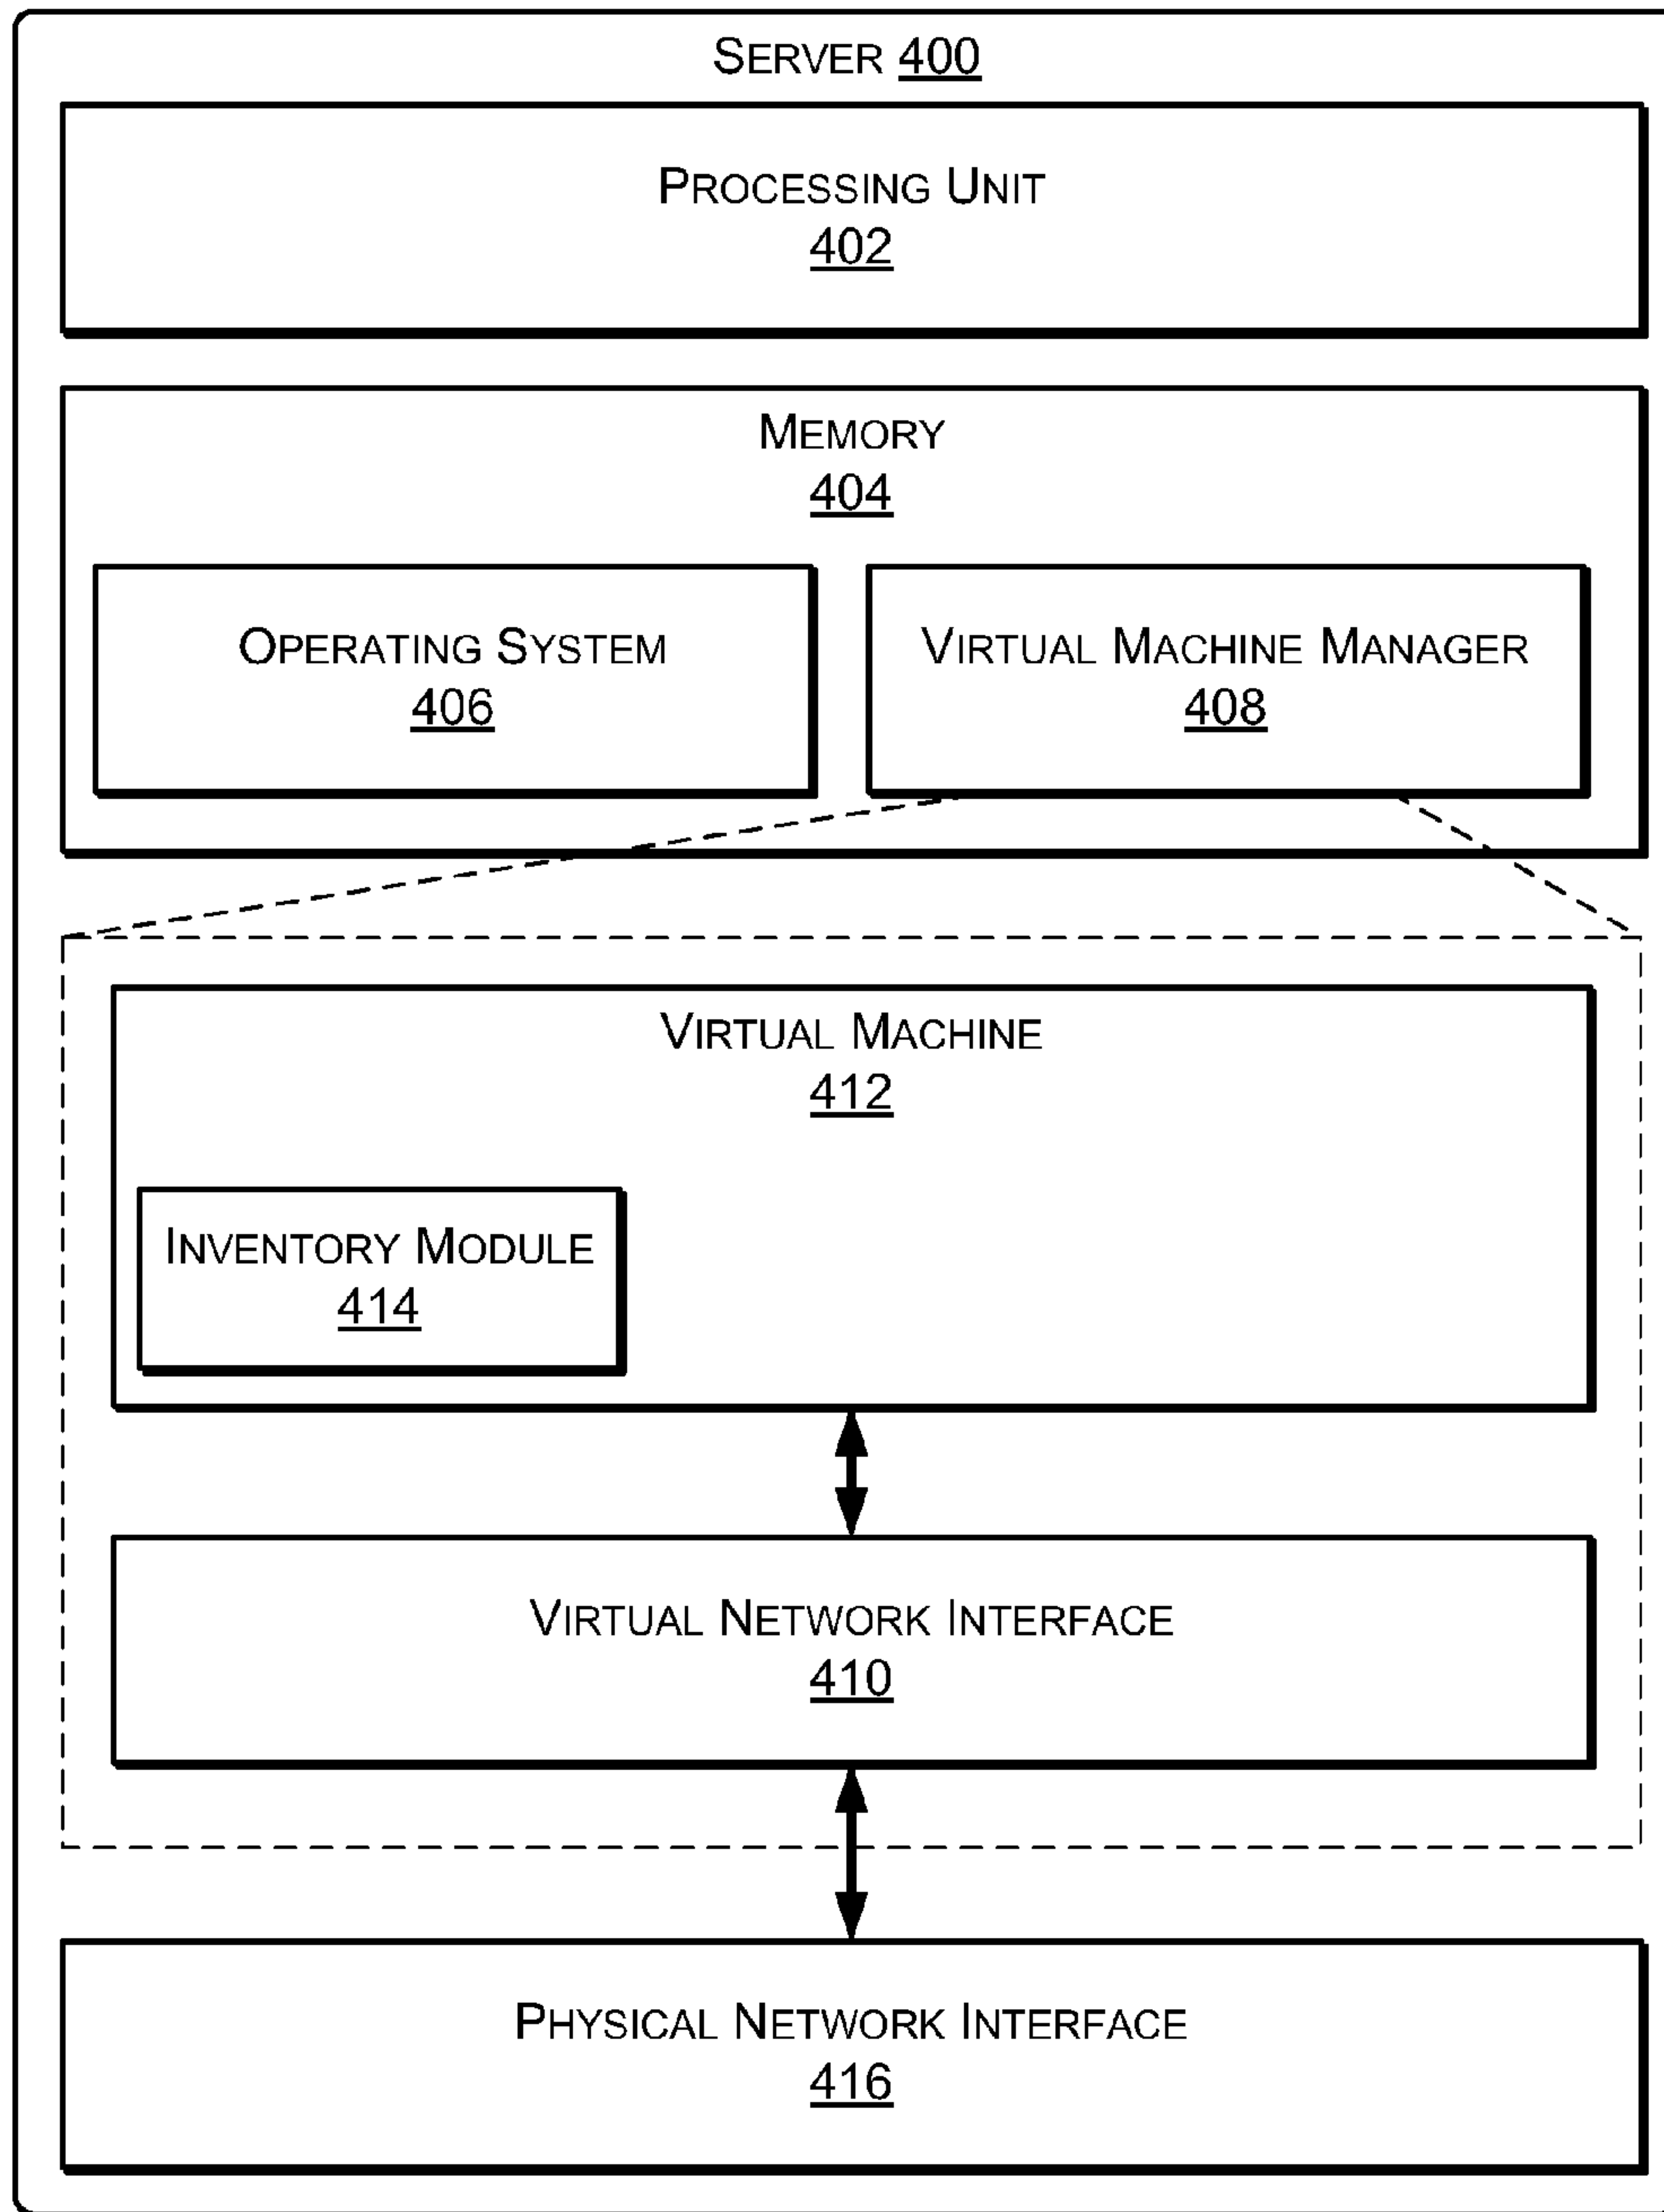 SERVER 400
PROCESSING UNIT
402
MEMORY
404
OPERATING SYSTEM
406
VIRTUAL MACHINE MANAGER
408
VIRTUAL MACHINE
412
INVENTORY MODULE
414
VIRTUAL NETWORK INTERFACE
410
PHYSICAL NETWORK INTERFACE
416